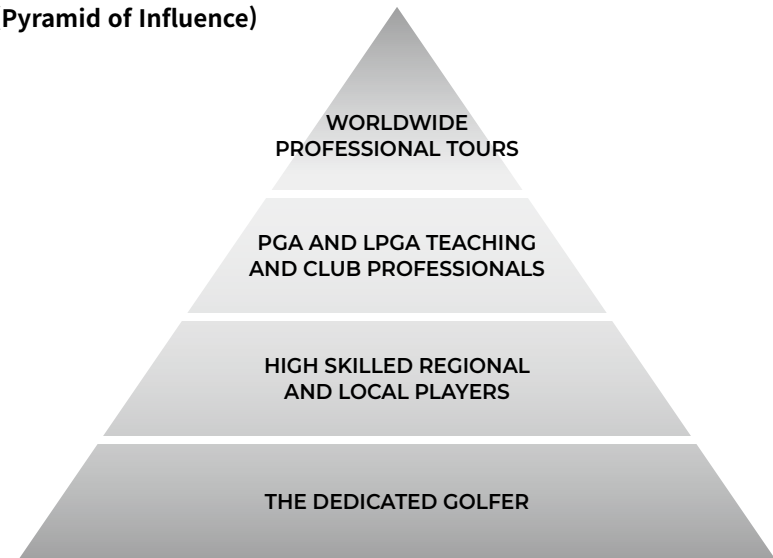 Pyramid of Influence)
WORLDWIDE
PROFESSIONAL TOURS
PGA AND LPGA TEACHING
AND CLUB PROFESSIONALS
HIGH SKILLED REGIONAL
AND LOCAL PLAYERS
THE DEDICATED GOLFER